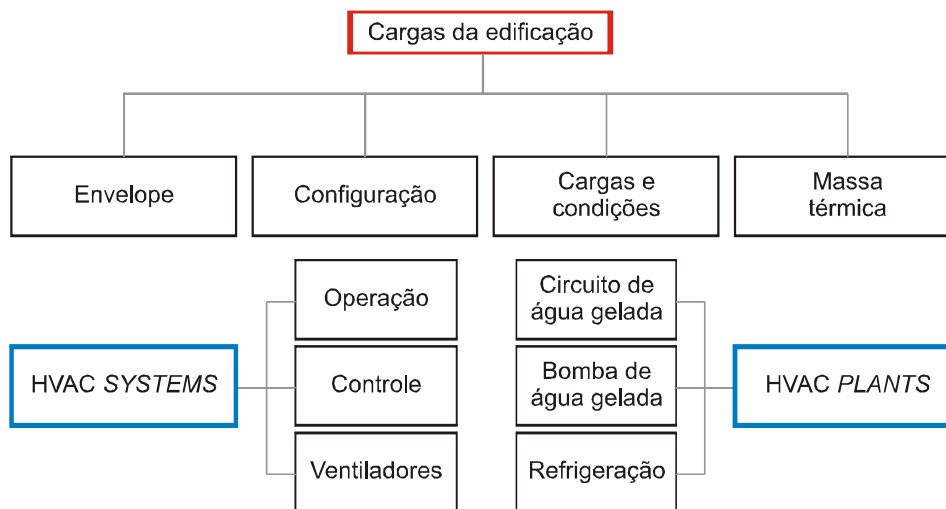 Cargas da edificação
Envelope
Configuração
Cargas e
condições
Massa
térmica
Operação
Circuito de
água gelada
HVAC SYSTEMS
Controle
Bomba de
água gelada
HVAC PLANTS
Ventiladores
Refrigeração